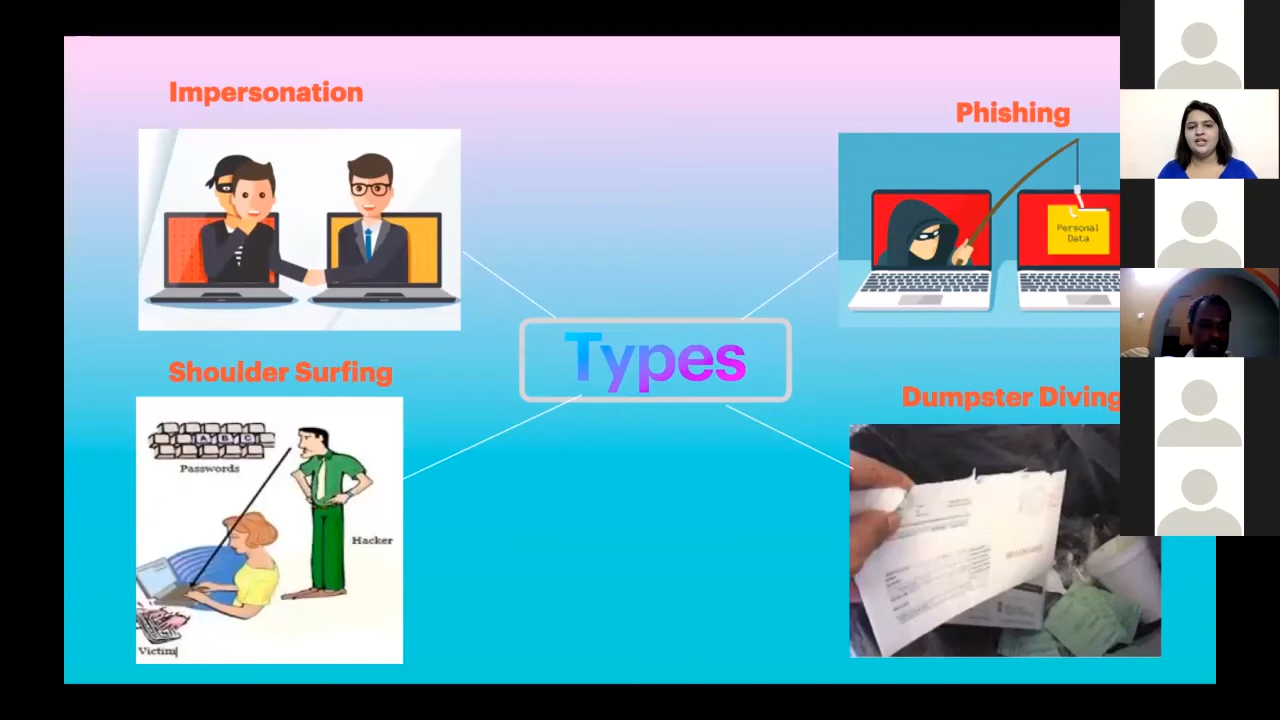 Impersonation
Phishing
Personal
Data
Types
Shoulder Surfing
Dumpster Diving
A B C
Passwords
Hacker
Victim